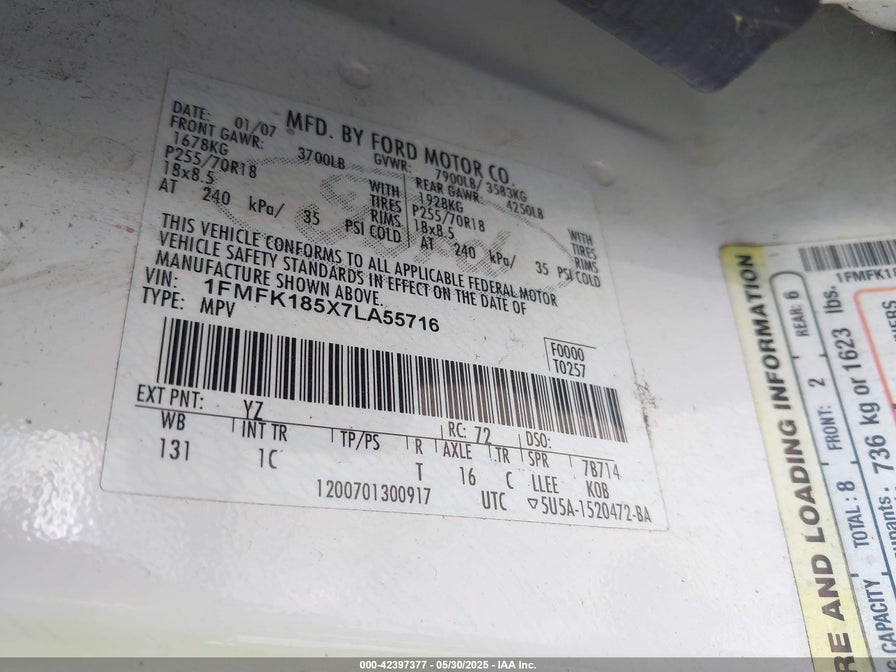 MFD. BY FORD MOTOR CO.
DATE: 01/07
GVWR: 7900LB/ 3583KG
FRONT GAWR: 3700LB
REAR GAWR: 4250LB
1678KG WITH
1928KG WITH
P255/70R18 TIRES
P255/70R18 TIRES
18x8.5 RIMS
18x8.5 RIMS
AT 240 kPa/ 35 PSI COLD
AT 240 kPa/ 35 PSI COLD
THIS VEHICLE CONFORMS TO ALL APPLICABLE FEDERAL MOTOR
VEHICLE SAFETY STANDARDS IN EFFECT ON THE DATE OF
MANUFACTURE SHOWN ABOVE.
VIN: 1FMFK185X7LA55716
TYPE: MPV
F0000
T0257
EXT PNT: YZ RC: 72 DSO:
WB INT TR TP/PS R AXLE TR SPR 7B714
131 1C T 16 C LLEE KOB
1200701300917 UTC ▽5U5A-1520472-BA
RE AND LOADING INFORMATION
1FMFK18
CAPACITY TOTAL: 8 FRONT: 2 REAR: 6
736 kg or 1623 lbs.
000-42397377 - 05/30/2025 - IAA Inc.